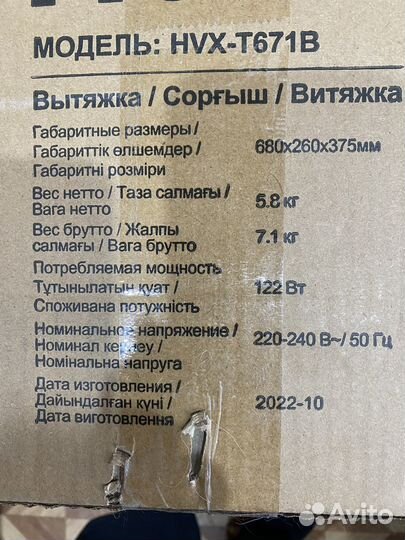 МОДЕЛЬ: HVX-T671B
Вытяжка / Сорғыш / Витяжка
Габаритные размеры /
Габариттік өлшемдер / 680x260x375мм
Габаритні розміри
Вес нетто / Таза салмағы / 5.8 кг
Вага нетто
Вес брутто / Жалпы 7.1 кг
салмағы / Вага брутто
Потребляемая мощность
Тұтынылатын қуат / 122 Вт
Споживана потужність
Номинальное напряжение / 220-240 В~/ 50 Гц
Номинал кернеу /
Номінальна напруга
Дата изготовления /
Дайындалған күні / 2022-10
Дата виготовлення
Avito